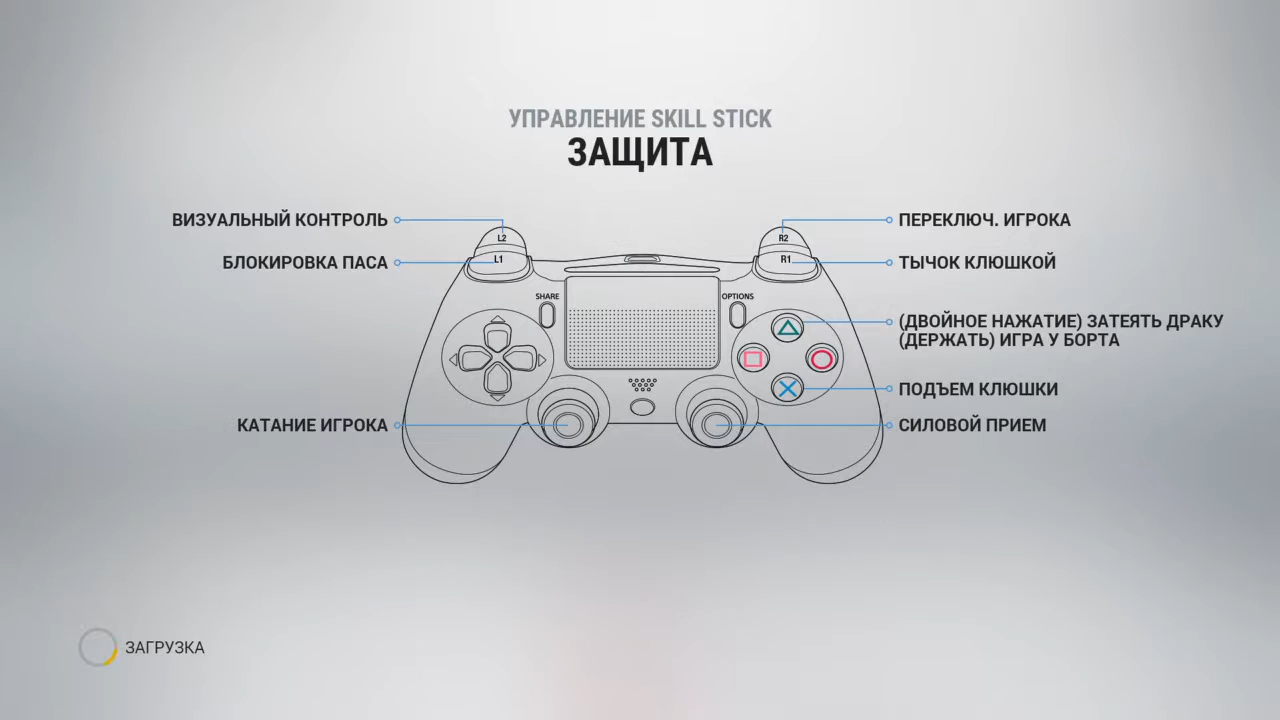 УПРАВЛЕНИЕ SKILL STICK
ЗАЩИТА
ВИЗУАЛЬНЫЙ КОНТРОЛЬ
L2
R2
ПЕРЕКЛЮЧ. ИГРОКА
БЛОКИРОВКА ПАСА
L1
R1
ТЫЧОК КЛЮШКОЙ
SHARE
OPTIONS
(ДВОЙНОЕ НАЖАТИЕ) ЗАТЕЯТЬ ДРАКУ
(ДЕРЖАТЬ) ИГРА У БОРТА
ПОДЪЕМ КЛЮШКИ
КАТАНИЕ ИГРОКА
СИЛОВОЙ ПРИЕМ
ЗАГРУЗКА